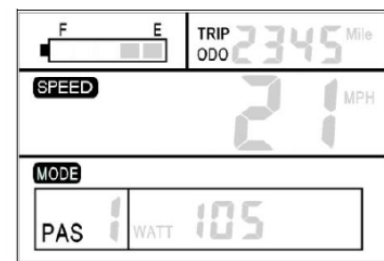 F E
TRIP 2345 Mile
ODO
SPEED
21 MPH
MODE
PAS 1 WATT 105